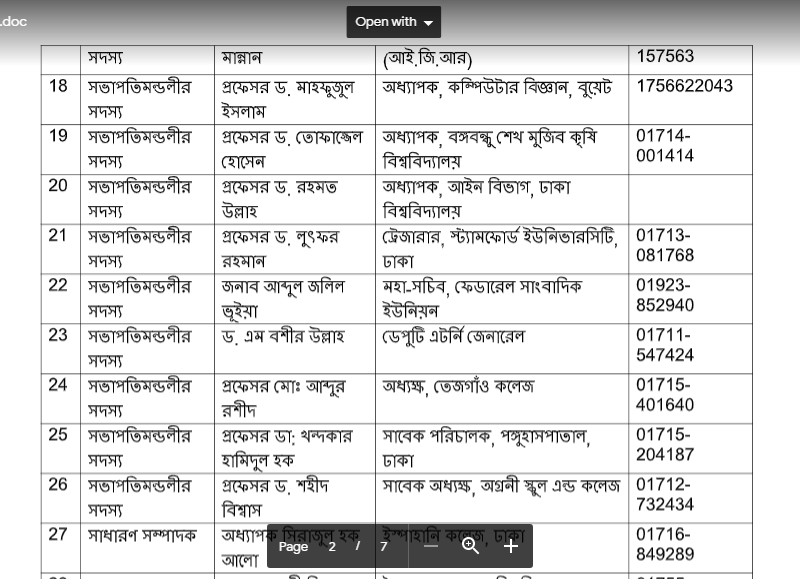 .doc
Open with
সদস্য মান্নান (আই.জি.আর) 157563
18 সভাপতিমন্ডলীর প্রফেসর ড. মাহফুজুল অধ্যাপক, কম্পিউটার বিজ্ঞান, বুয়েট 1756622043
সদস্য ইসলাম
19 সভাপতিমন্ডলীর প্রফেসর ড. তোফাজ্জেল অধ্যাপক, বঙ্গবন্ধু শেখ মুজিব কৃষি 01714-
সদস্য হোসেন বিশ্ববিদ্যালয় 001414
20 সভাপতিমন্ডলীর প্রফেসর ড. রহমত অধ্যাপক, আইন বিভাগ, ঢাকা
সদস্য উল্লাহ বিশ্ববিদ্যালয়
21 সভাপতিমন্ডলীর প্রফেসর ড. লুৎফর ট্রেজারার, স্ট্যামফোর্ড ইউনিভারসিটি, 01713-
সদস্য রহমান ঢাকা 081768
22 সভাপতিমন্ডলীর জনাব আব্দুল জলিল মহা-সচিব, ফেডারেল সাংবাদিক 01923-
সদস্য ভূইয়া ইউনিয়ন 852940
23 সভাপতিমন্ডলীর ড. এম বশীর উল্লাহ ডেপুটি এটর্নি জেনারেল 01711-
সদস্য 547424
24 সভাপতিমন্ডলীর প্রফেসর মোঃ আব্দুর অধ্যক্ষ, তেজগাঁও কলেজ 01715-
সদস্য রশীদ 401640
25 সভাপতিমন্ডলীর প্রফেসর ডা: খন্দকার সাবেক পরিচালক, পঙ্গুহাসপাতাল, 01715-
সদস্য হামিদুল হক ঢাকা 204187
26 সভাপতিমন্ডলীর প্রফেসর ড. শহীদ সাবেক অধ্যক্ষ, অগ্রনী স্কুল এন্ড কলেজ 01712-
সদস্য বিশ্বাস 732434
27 সাধারণ সম্পাদক অধ্যাপক সিরাজুল হক ইস্পাহানি কলেজ, ঢাকা 01716-
আলো 849289
Page 2 / 7